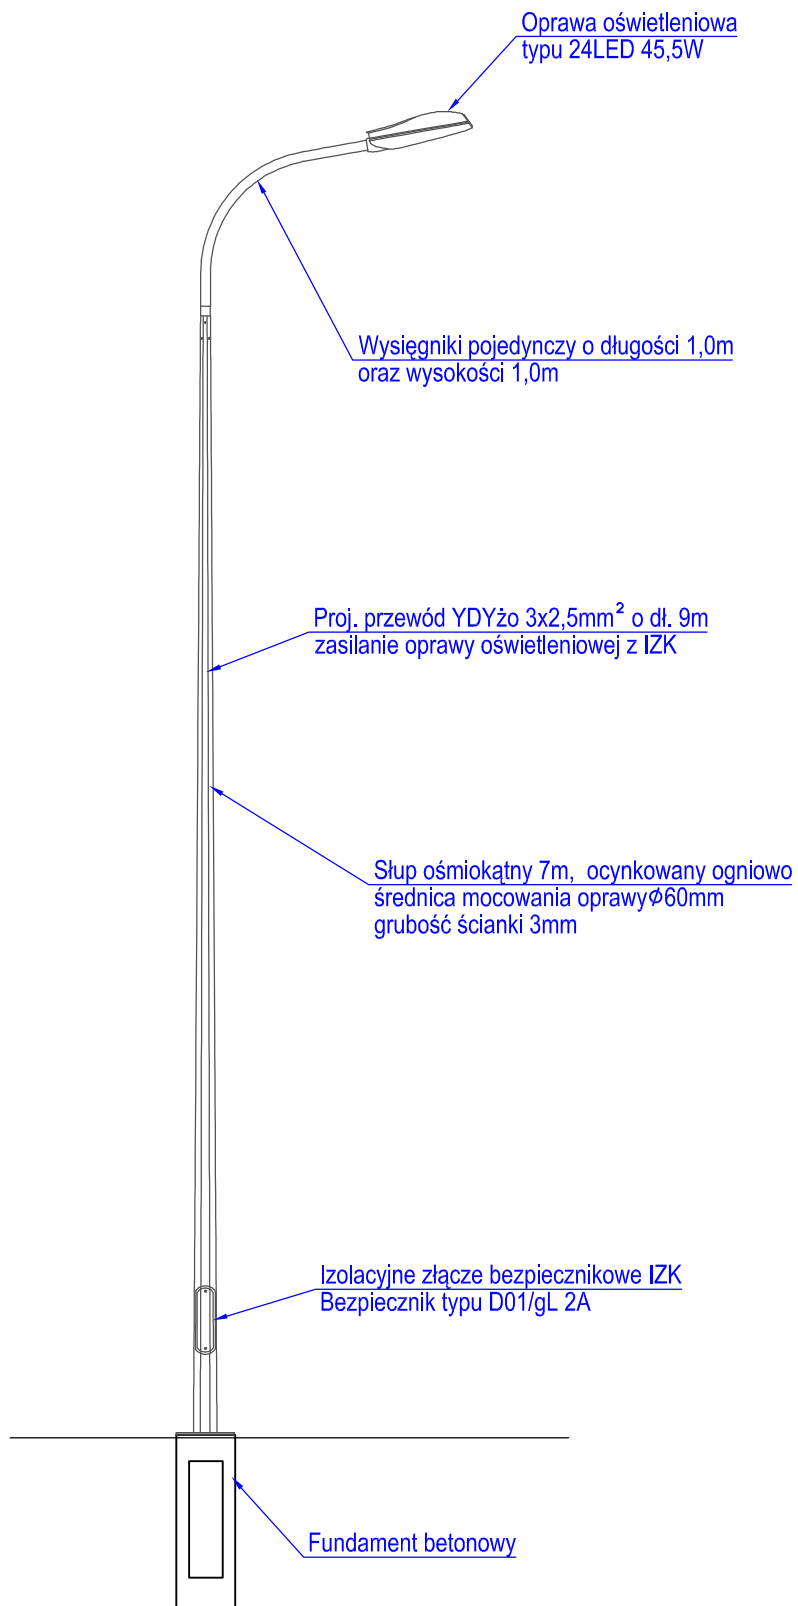 Oprawa oświetleniowa
typu 24LED 45,5W
Wysięgniki pojedynczy o długości 1,0m
oraz wysokości 1,0m
Proj. przewód YDYżo 3x2,5mm² o dł. 9m
zasilanie oprawy oświetleniowej z IZK
Słup ośmiokątny 7m, ocynkowany ogniowo
średnica mocowania oprawyϕ60mm
grubość ścianki 3mm
Izolacyjne złącze bezpiecznikowe IZK
Bezpiecznik typu D01/gL 2A
Fundament betonowy